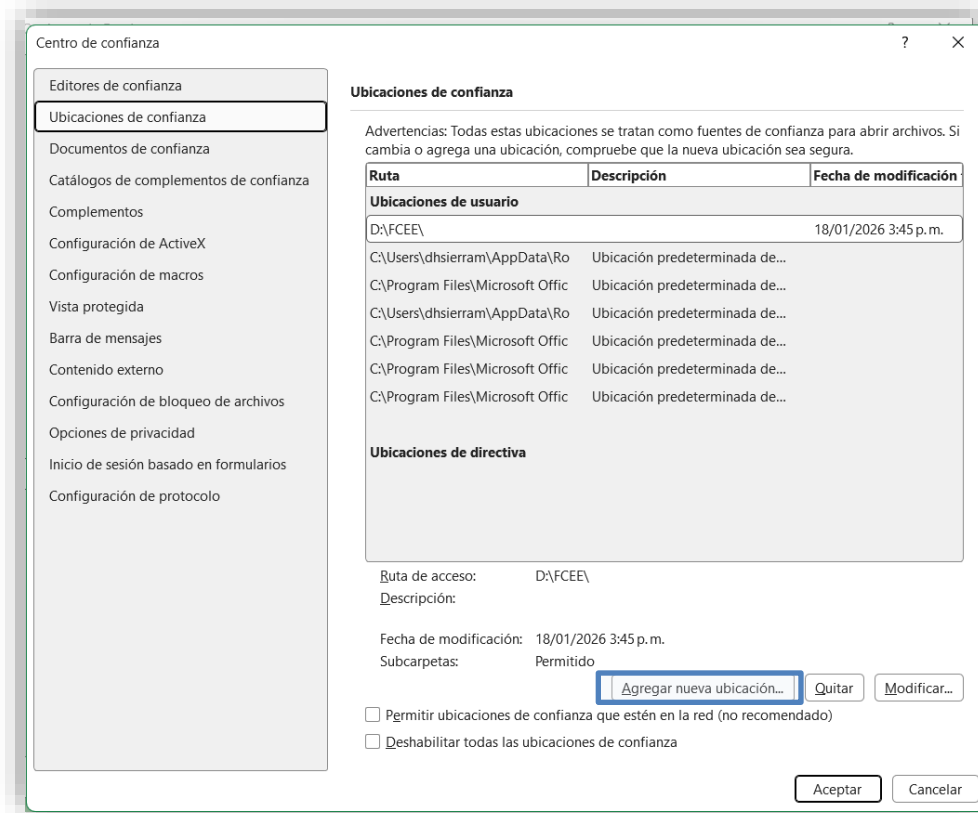 Centro de confianza
?
Editores de confianza
Ubicaciones de confianza
Documentos de confianza
Catálogos de complementos de confianza
Complementos
Configuración de ActiveX
Configuración de macros
Vista protegida
Barra de mensajes
Contenido externo
Configuración de bloqueo de archivos
Opciones de privacidad
Inicio de sesión basado en formularios
Configuración de protocolo
Ubicaciones de confianza
Advertencias: Todas estas ubicaciones se tratan como fuentes de confianza para abrir archivos. Si
cambia o agrega una ubicación, compruebe que la nueva ubicación sea segura.
Ruta Descripción Fecha de modificación
Ubicaciones de usuario
D:\FCEE\ 18/01/2026 3:45 p. m.
C:\Users\dhsierram\AppData\Ro Ubicación predeterminada de...
C:\Program Files\Microsoft Offic Ubicación predeterminada de...
C:\Users\dhsierram\AppData\Ro Ubicación predeterminada de...
C:\Program Files\Microsoft Offic Ubicación predeterminada de...
C:\Program Files\Microsoft Offic Ubicación predeterminada de...
C:\Program Files\Microsoft Offic Ubicación predeterminada de...
Ubicaciones de directiva
Ruta de acceso: D:\FCEE\
Descripción:
Fecha de modificación: 18/01/2026 3:45 p. m.
Subcarpetas: Permitido
Agregar nueva ubicación... Quitar Modificar...
Permitir ubicaciones de confianza que estén en la red (no recomendado)
Deshabilitar todas las ubicaciones de confianza
Aceptar Cancelar